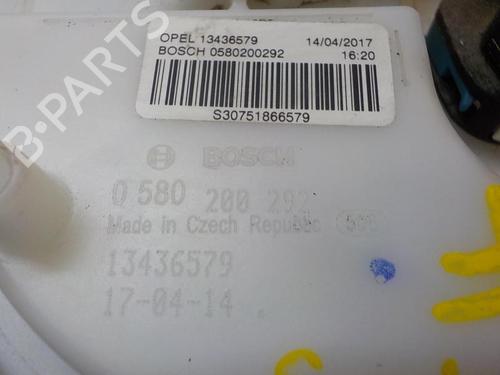 OPEL 13436579 14/04/2017
BOSCH 0580200292 16:20
S30751866579
BOSCH
0 580 200 292
Made in Czech Republic
13436579
17-04-14
B-Parts